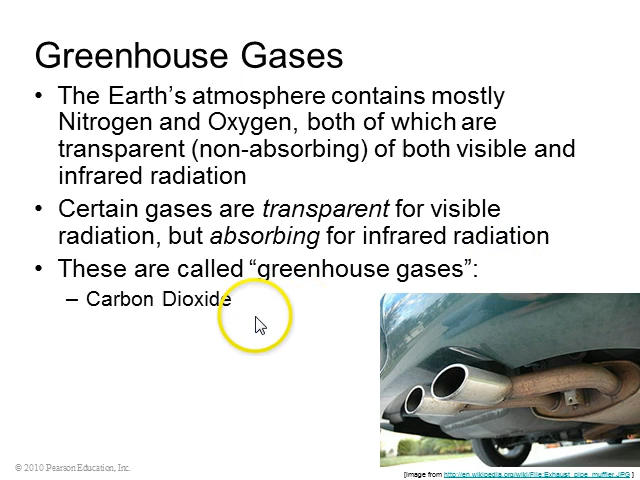 Greenhouse Gases
• The Earth’s atmosphere contains mostly
Nitrogen and Oxygen, both of which are
transparent (non-absorbing) of both visible and
infrared radiation
• Certain gases are transparent for visible
radiation, but absorbing for infrared radiation
• These are called “greenhouse gases”:
– Carbon Dioxide
© 2010 Pearson Education, Inc.
[Image from http://en.wikipedia.org/wiki/File:Exhaust_pipe_muffler.JPG ]